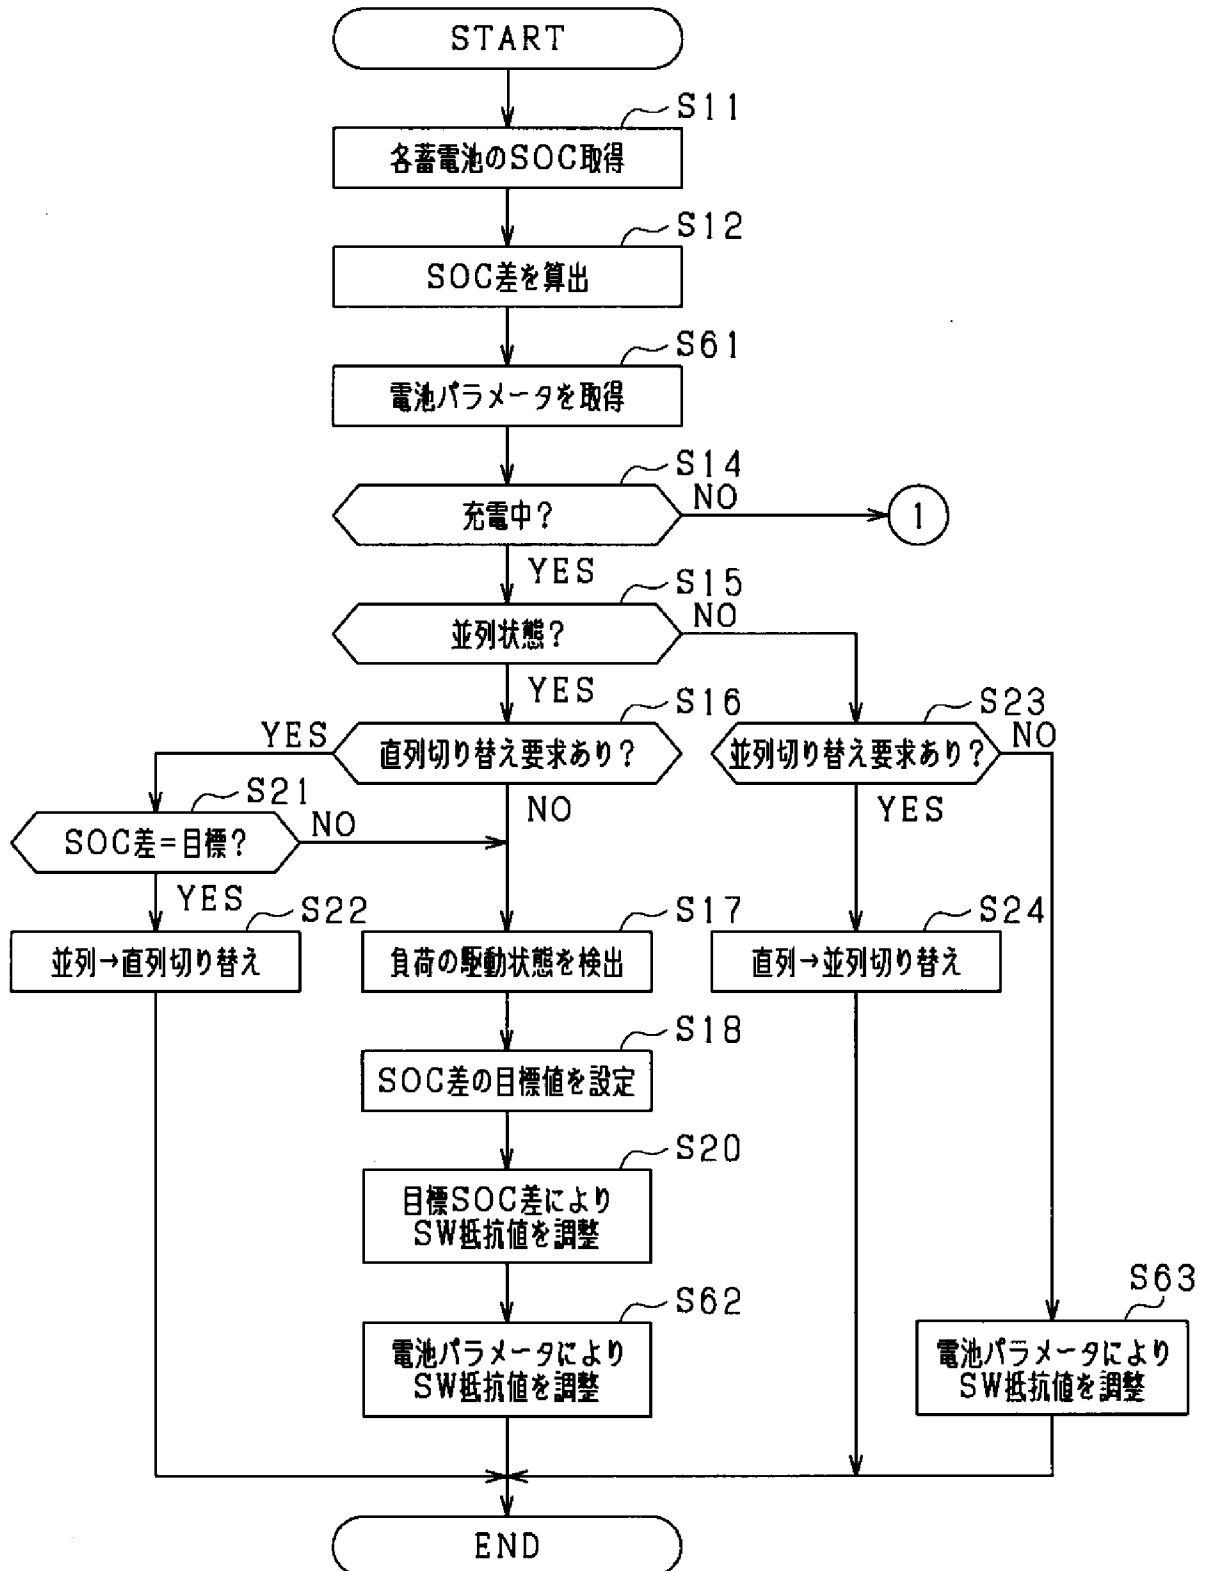 START
S11
各蓄電池のSOC取得
S12
SOC差を算出
S61
電池パラメータを取得
S14
充電中?
NO
1
YES
S15
並列状態?
NO
YES
S16
直列切り替え要求あり?
YES
NO
S23
並列切り替え要求あり?
NO
YES
S21
SOC差=目標?
NO
YES
S22
並列→直列切り替え
S17
負荷の駆動状態を検出
S24
直列→並列切り替え
S18
SOC差の目標値を設定
S20
目標SOC差により
SW抵抗値を調整
S62
電池パラメータにより
SW抵抗値を調整
S63
電池パラメータにより
SW抵抗値を調整
END